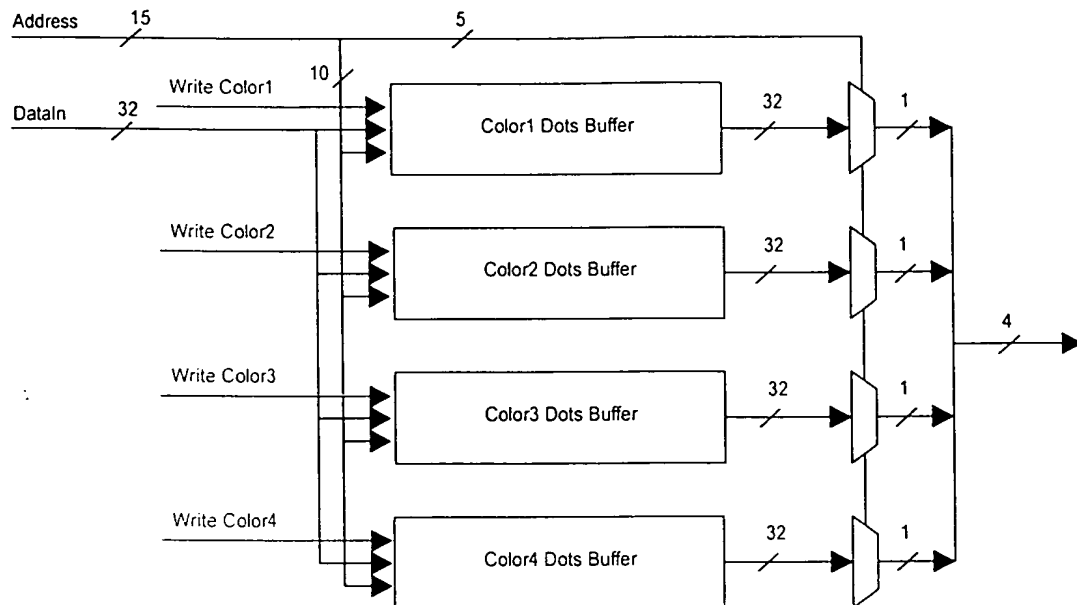 Address
15
5
10
Write Color1
DataIn
32
Color1 Dots Buffer
32
1
Write Color2
Color2 Dots Buffer
32
1
4
Write Color3
Color3 Dots Buffer
32
1
Write Color4
Color4 Dots Buffer
32
1